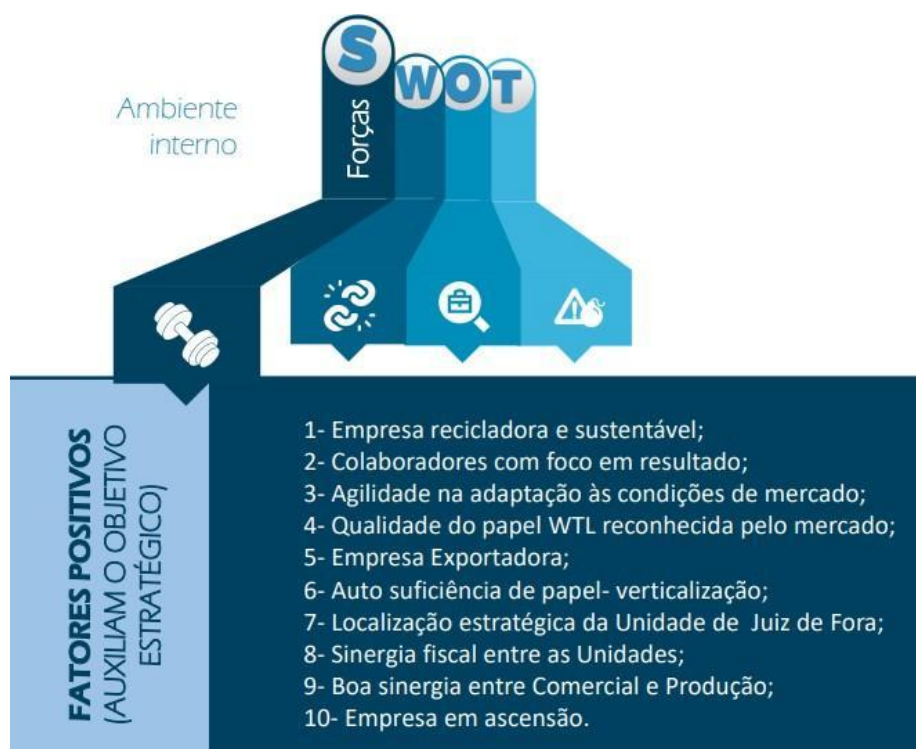 S
W
O
T
Forças
Ambiente
interno
FATORES POSITIVOS
(AUXILIAM O OBJETIVO
ESTRATÉGICO)
1- Empresa recicladora e sustentável;
2- Colaboradores com foco em resultado;
3- Agilidade na adaptação às condições de mercado;
4- Qualidade do papel WTL reconhecida pelo mercado;
5- Empresa Exportadora;
6- Auto suficiência de papel- verticalização;
7- Localização estratégica da Unidade de Juiz de Fora;
8- Sinergia fiscal entre as Unidades;
9- Boa sinergia entre Comercial e Produção;
10- Empresa em ascensão.